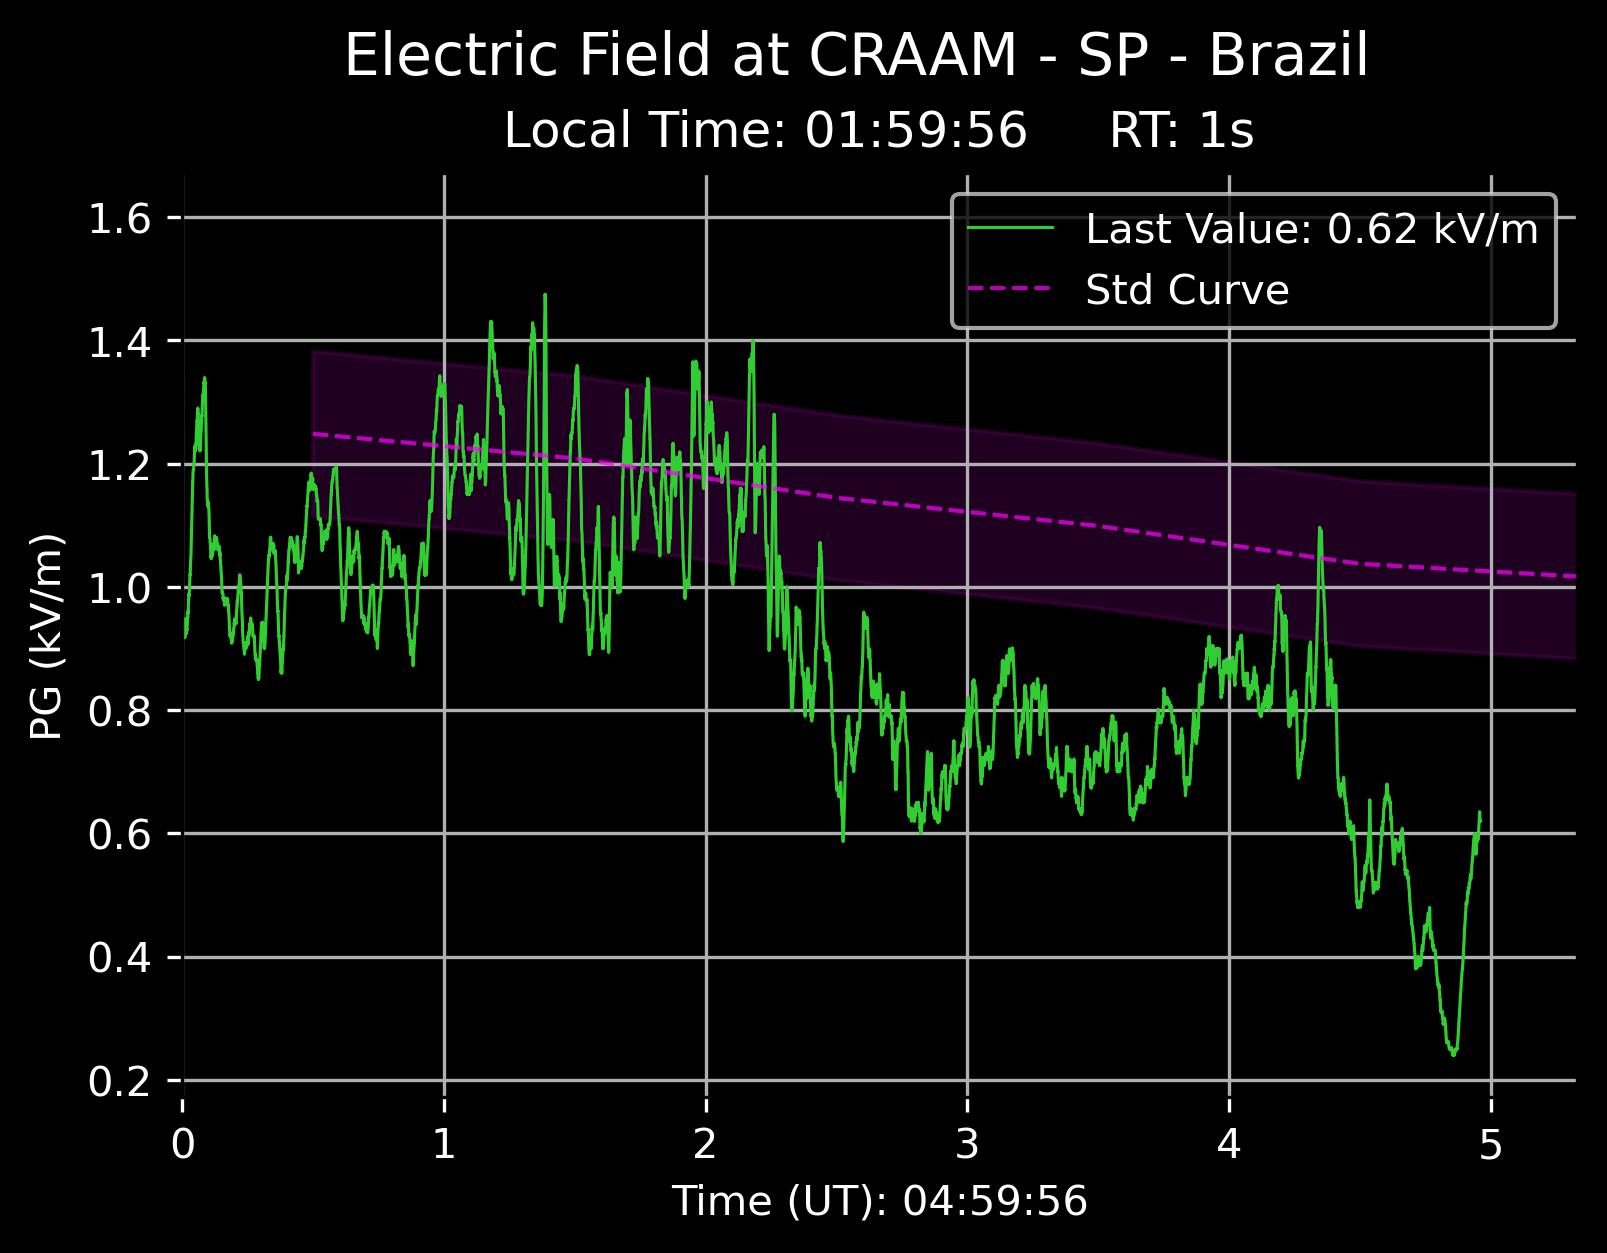 Electric Field at CRAAM - SP - Brazil
Local Time: 01:59:56 RT: 1s
Last Value: 0.62 kV/m
Std Curve
PG (kV/m)
1.6
1.4
1.2
1.0
0.8
0.6
0.4
0.2
0 1 2 3 4 5
Time (UT): 04:59:56